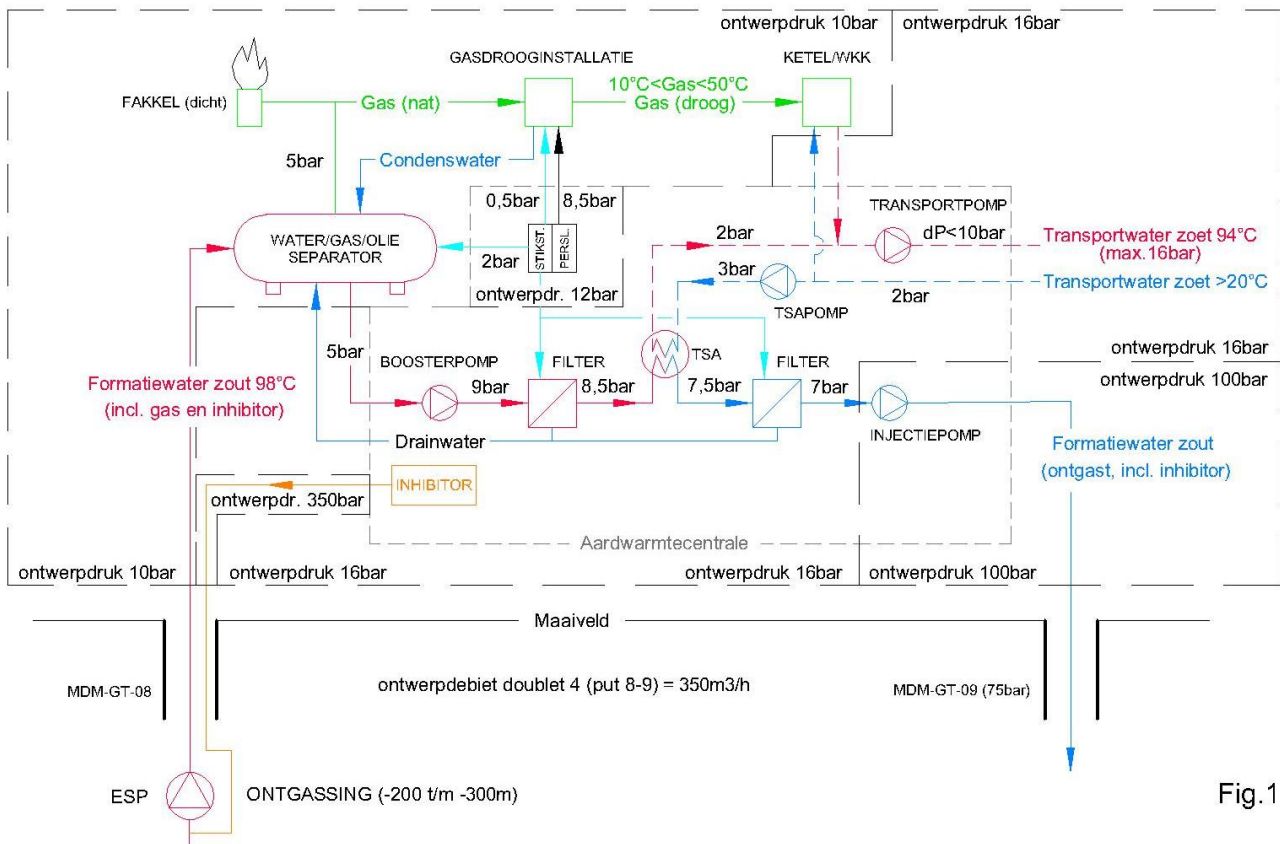 ontwerpdruk 10bar
ontwerpdruk 16bar
GASDROOGINSTALLATIE
KETEL/WKK
10°C<Gas<50°C
FAKKEL (dicht)
Gas (nat)
Gas (droog)
5bar
Condenswater
0,5bar
8,5bar
TRANSPORTPOMP
WATER/GAS/OLIE
SEPARATOR
STIKST.
PERSL.
2bar
2bar
dP<10bar
Transportwater zoet 94°C
(max.16bar)
3bar
Transportwater zoet >20°C
2bar
ontwerpdr. 12bar
TSAPOMP
5bar
BOOSTERPOMP
FILTER
TSA
FILTER
ontwerpdruk 16bar
ontwerpdruk 100bar
Formatiewater zout 98°C
(incl. gas en inhibitor)
9bar
8,5bar
7,5bar
7bar
INJECTIEPOMP
Drainwater
Formatiewater zout
(ontgast, incl. inhibitor)
INHIBITOR
ontwerpdr. 350bar
Aardwarmtecentrale
ontwerpdruk 10bar
ontwerpdruk 16bar
ontwerpdruk 16bar
ontwerpdruk 100bar
Maaiveld
MDM-GT-08
ontwerpdebiet doublet 4 (put 8-9) = 350m3/h
MDM-GT-09 (75bar)
ESP
ONTGASSING (-200 t/m -300m)
Fig.1